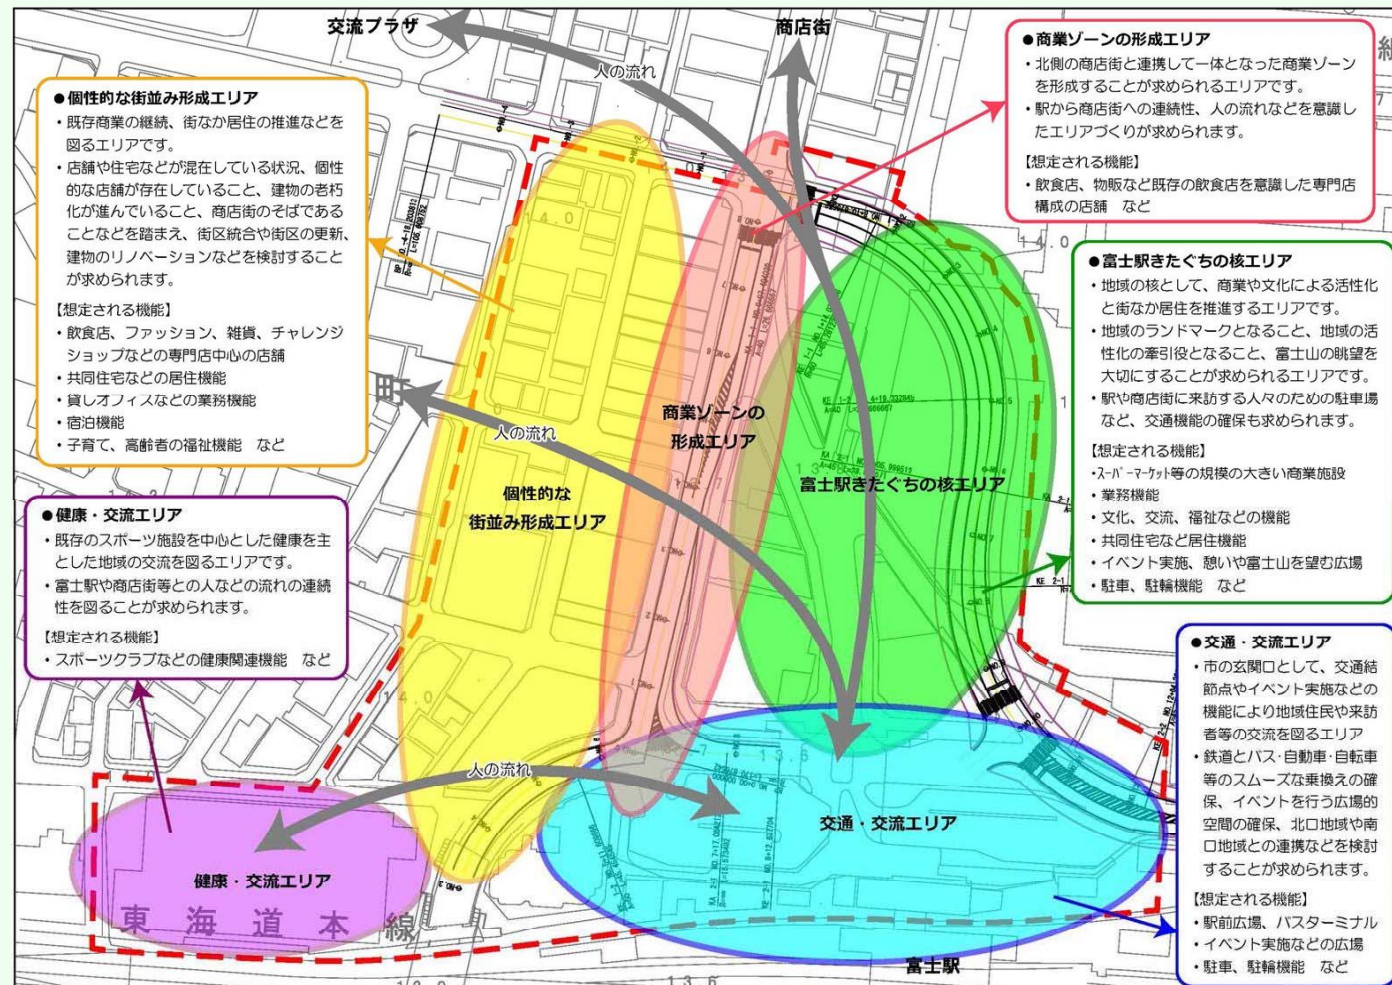 交流プラザ
商店街
人の流れ
●個性的な街並み形成エリア
・既存商業の継続、街なか居住の推進などを
図るエリアです。
・店舗や住宅などが混在している状況、個性
的な店舗が存在していること、建物の老朽
化が進んでいること、商店街のそばである
ことなどを踏まえ、街区統合や街区の更新、
建物のリノベーションなどを検討すること
が求められます。
【想定される機能】
・飲食店、ファッション、雑貨、チャレンジ
ショップなどの専門店中心の店舗
・共同住宅などの居住機能
・貸しオフィスなどの業務機能
・宿泊機能
・子育て、高齢者の福祉機能　など
●商業ゾーンの形成エリア
・北側の商店街と連携して一体となった商業ゾーン
を形成することが求められるエリアです。
・駅から商店街への連続性、人の流れなどを意識し
たエリアづくりが求められます。
【想定される機能】
・飲食店、物販など既存の飲食店を意識した専門店
構成の店舗　など
●富士駅きたぐちの核エリア
・地域の核として、商業や文化による活性化
と街なか居住を推進するエリアです。
・地域のランドマークとなること、地域の活
性化の牽引役となること、富士山の眺望を
大切にすることが求められるエリアです。
・駅や商店街に来訪する人々のための駐車場
など、交通機能の確保も求められます。
【想定される機能】
・スーパーマーケット等の規模の大きい商業施設
・業務機能
・文化、交流、福祉などの機能
・共同住宅など居住機能
・イベント実施、憩いや富士山を望む広場
・駐車、駐輪機能　など
町
人の流れ
商業ゾーンの
形成エリア
富士駅きたぐちの核エリア
個性的な
街並み形成エリア
14.0
14.0
14.0
●健康・交流エリア
・既存のスポーツ施設を中心とした健康を主
とした地域の交流を図るエリアです。
・富士駅や商店街等との人などの流れの連続
性を図ることが求められます。
【想定される機能】
・スポーツクラブなどの健康関連機能　など
●交通・交流エリア
・市の玄関口として、交通結
節点やイベント実施などの
機能により地域住民や来訪
者等の交流を図るエリア
・鉄道とバス・自動車・自転車
等のスムーズな乗換えの確
保、イベントを行う広場的
空間の確保、北口地域や南
口地域との連携などを検討
することが求められます。
【想定される機能】
・駅前広場、バスターミナル
・イベント実施などの広場
・駐車、駐輪機能　など
人の流れ
交通・交流エリア
健康・交流エリア
東海道本線
富士駅
13.6